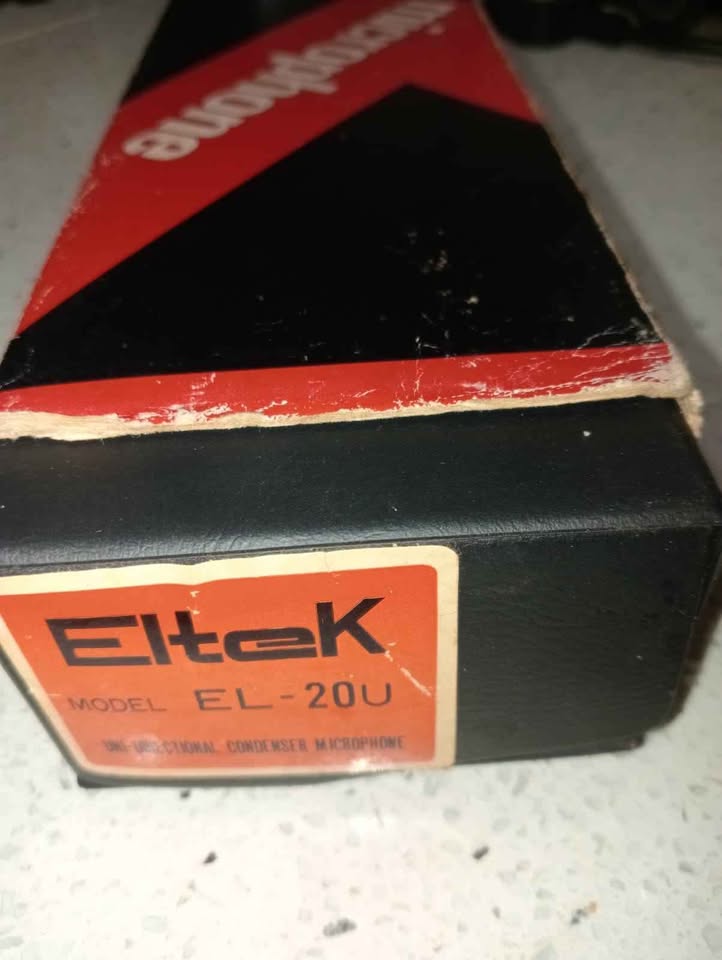 microphone
Eltek
MODEL EL-20U
UNI-DIRECTIONAL CONDENSER MICROPHONE